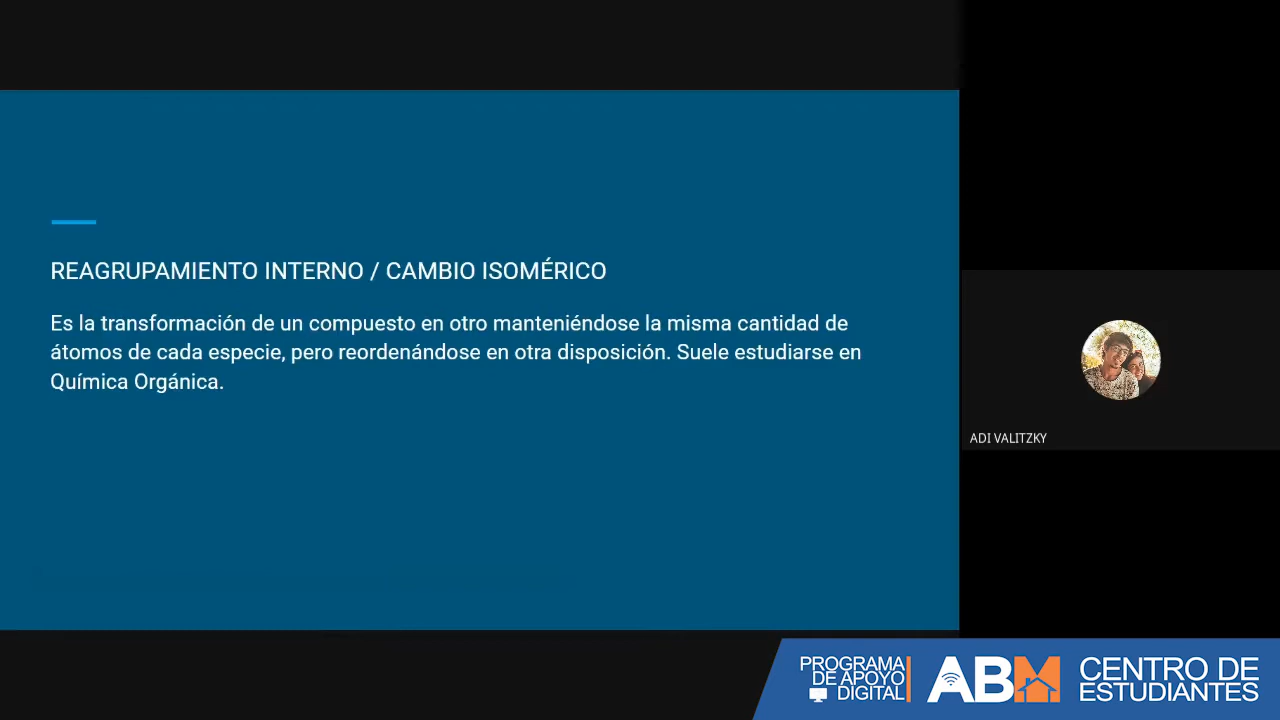 REAGRUPAMIENTO INTERNO / CAMBIO ISOMÉRICO
Es la transformación de un compuesto en otro manteniéndose la misma cantidad de
átomos de cada especie, pero reordenándose en otra disposición. Suele estudiarse en
Química Orgánica.
ADI VALITZKY
PROGRAMA
DE APOYO
DIGITAL
ABM
CENTRO DE
ESTUDIANTES